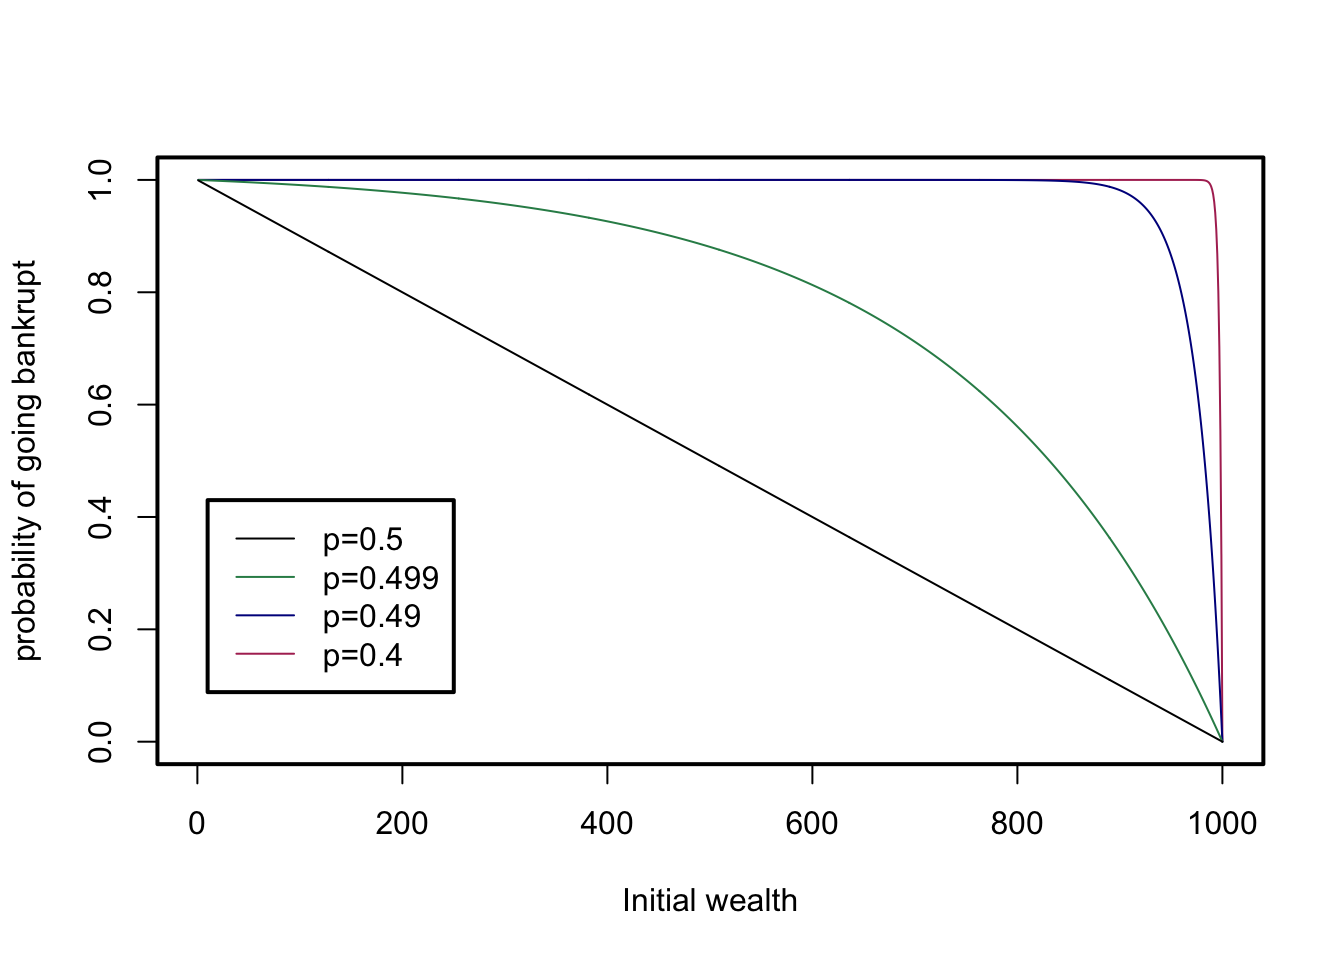 probability of going bankrupt
1.0
0.8
0.6
0.4
0.2
0.0
p=0.5
p=0.499
p=0.49
p=0.4
0 200 400 600 800 1000
Initial wealth